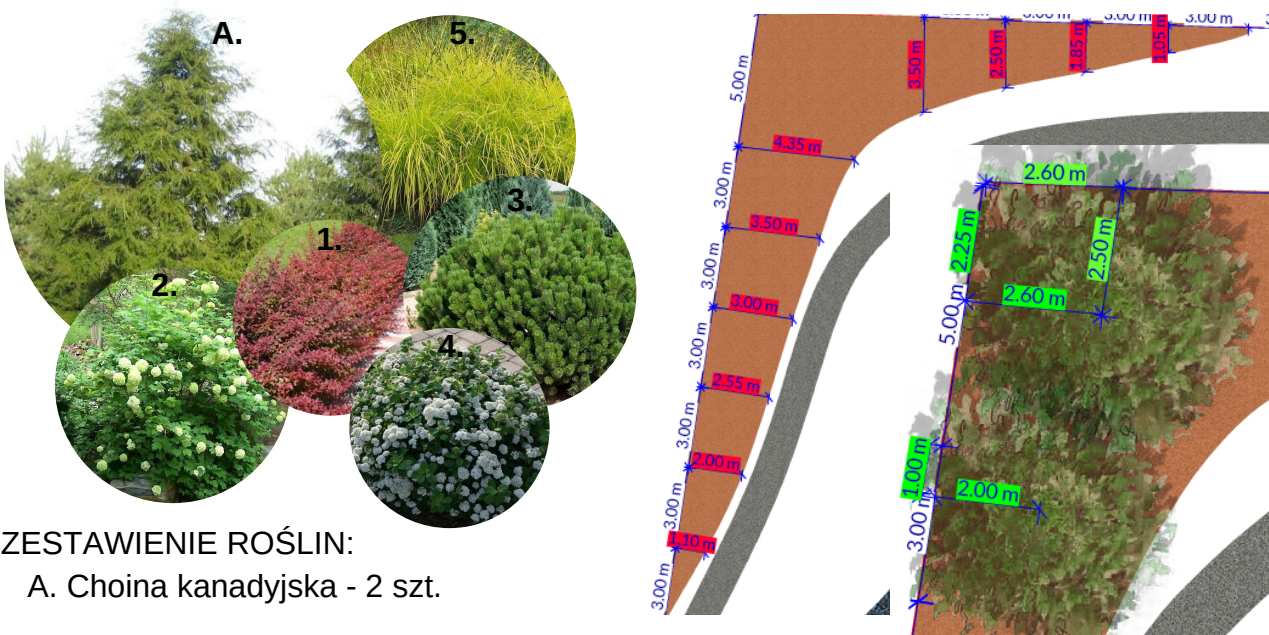 A.
5.
3.
1.
2.
4.
ZESTAWIENIE ROŚLIN:
A. Choina kanadyjska - 2 szt.
3.00 m
3.00 m
3.00 m
5.00 m
3.50 m
2.50 m
1.85 m
1.05 m
4.35 m
3.00 m
3.50 m
3.00 m
3.00 m
3.00 m
2.55 m
3.00 m
2.00 m
3.00 m
1.10 m
3.00 m
2.60 m
2.25 m
2.50 m
2.60 m
5.00 m
1.00 m
2.00 m
3.00 m